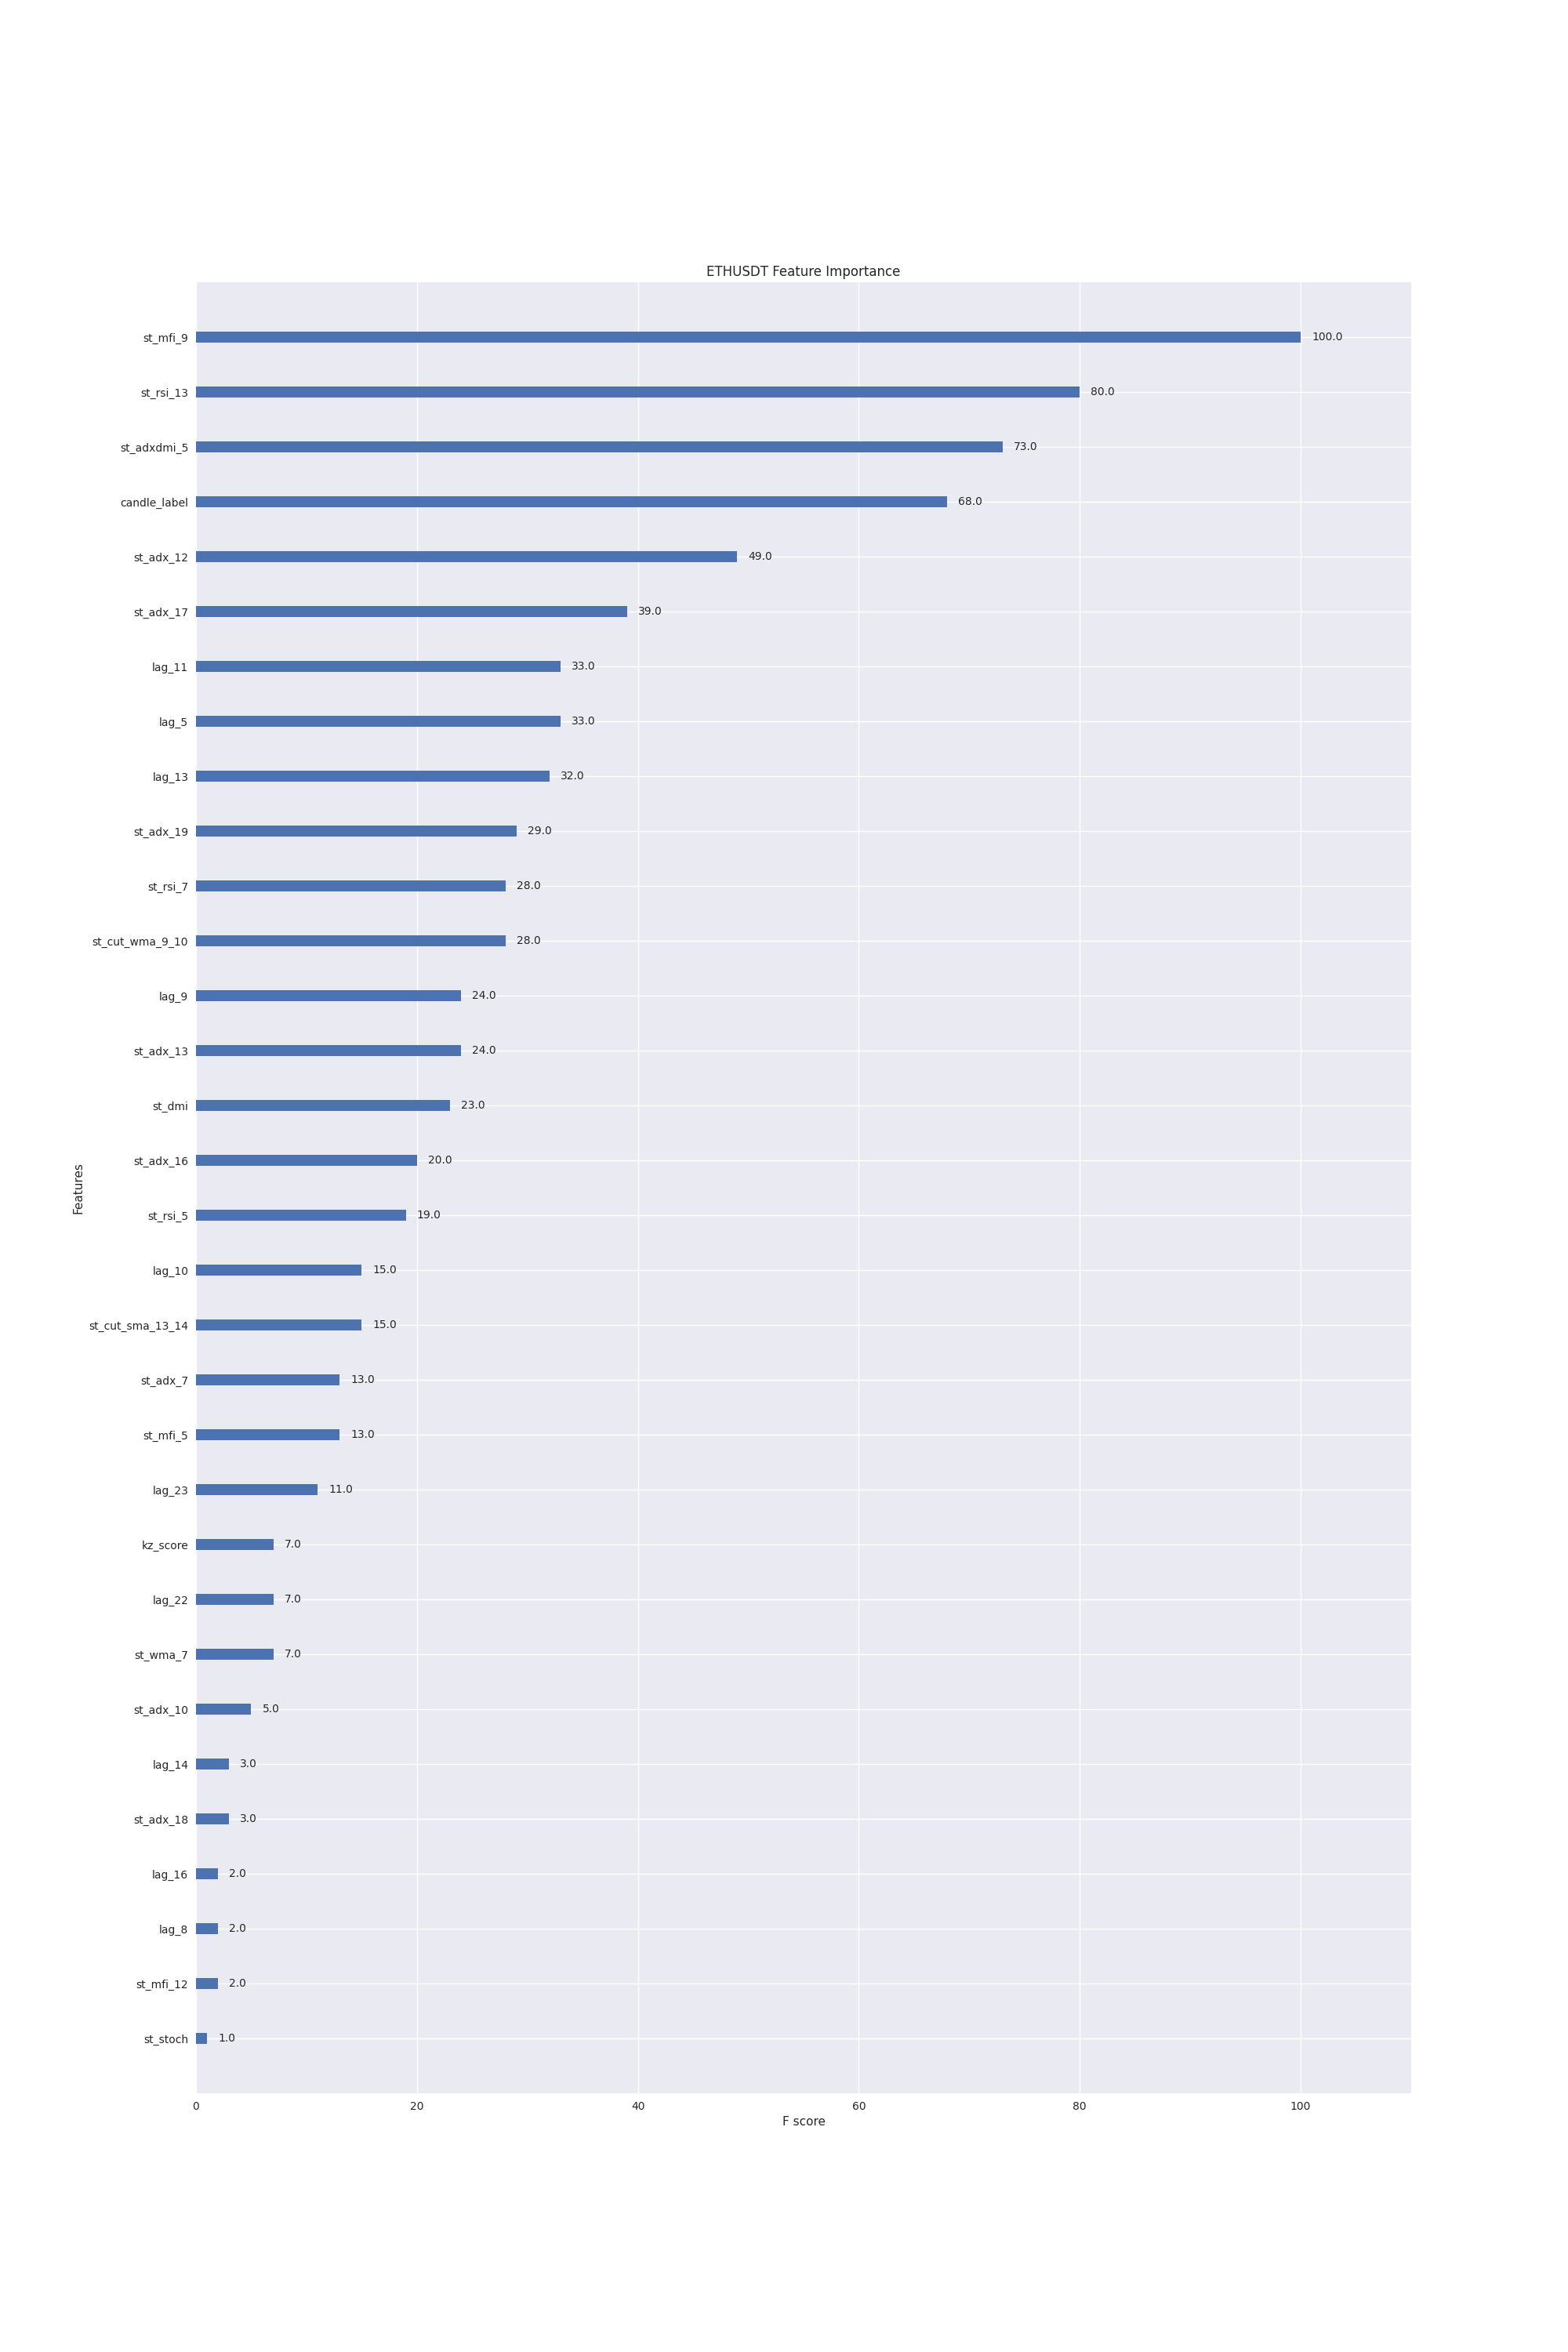 ETHUSDT Feature Importance
st_mfi_9 100.0
st_rsi_13 80.0
st_adxdmi_5 73.0
candle_label 68.0
st_adx_12 49.0
st_adx_17 39.0
lag_11 33.0
lag_5 33.0
lag_13 32.0
st_adx_19 29.0
st_rsi_7 28.0
st_cut_wma_9_10 28.0
lag_9 24.0
st_adx_13 24.0
st_dmi 23.0
st_adx_16 20.0
Features
st_rsi_5 19.0
lag_10 15.0
st_cut_sma_13_14 15.0
st_adx_7 13.0
st_mfi_5 13.0
lag_23 11.0
kz_score 7.0
lag_22 7.0
st_wma_7 7.0
st_adx_10 5.0
lag_14 3.0
st_adx_18 3.0
lag_16 2.0
lag_8 2.0
st_mfi_12 2.0
st_stoch 1.0
0 20 40 60 80 100
F score